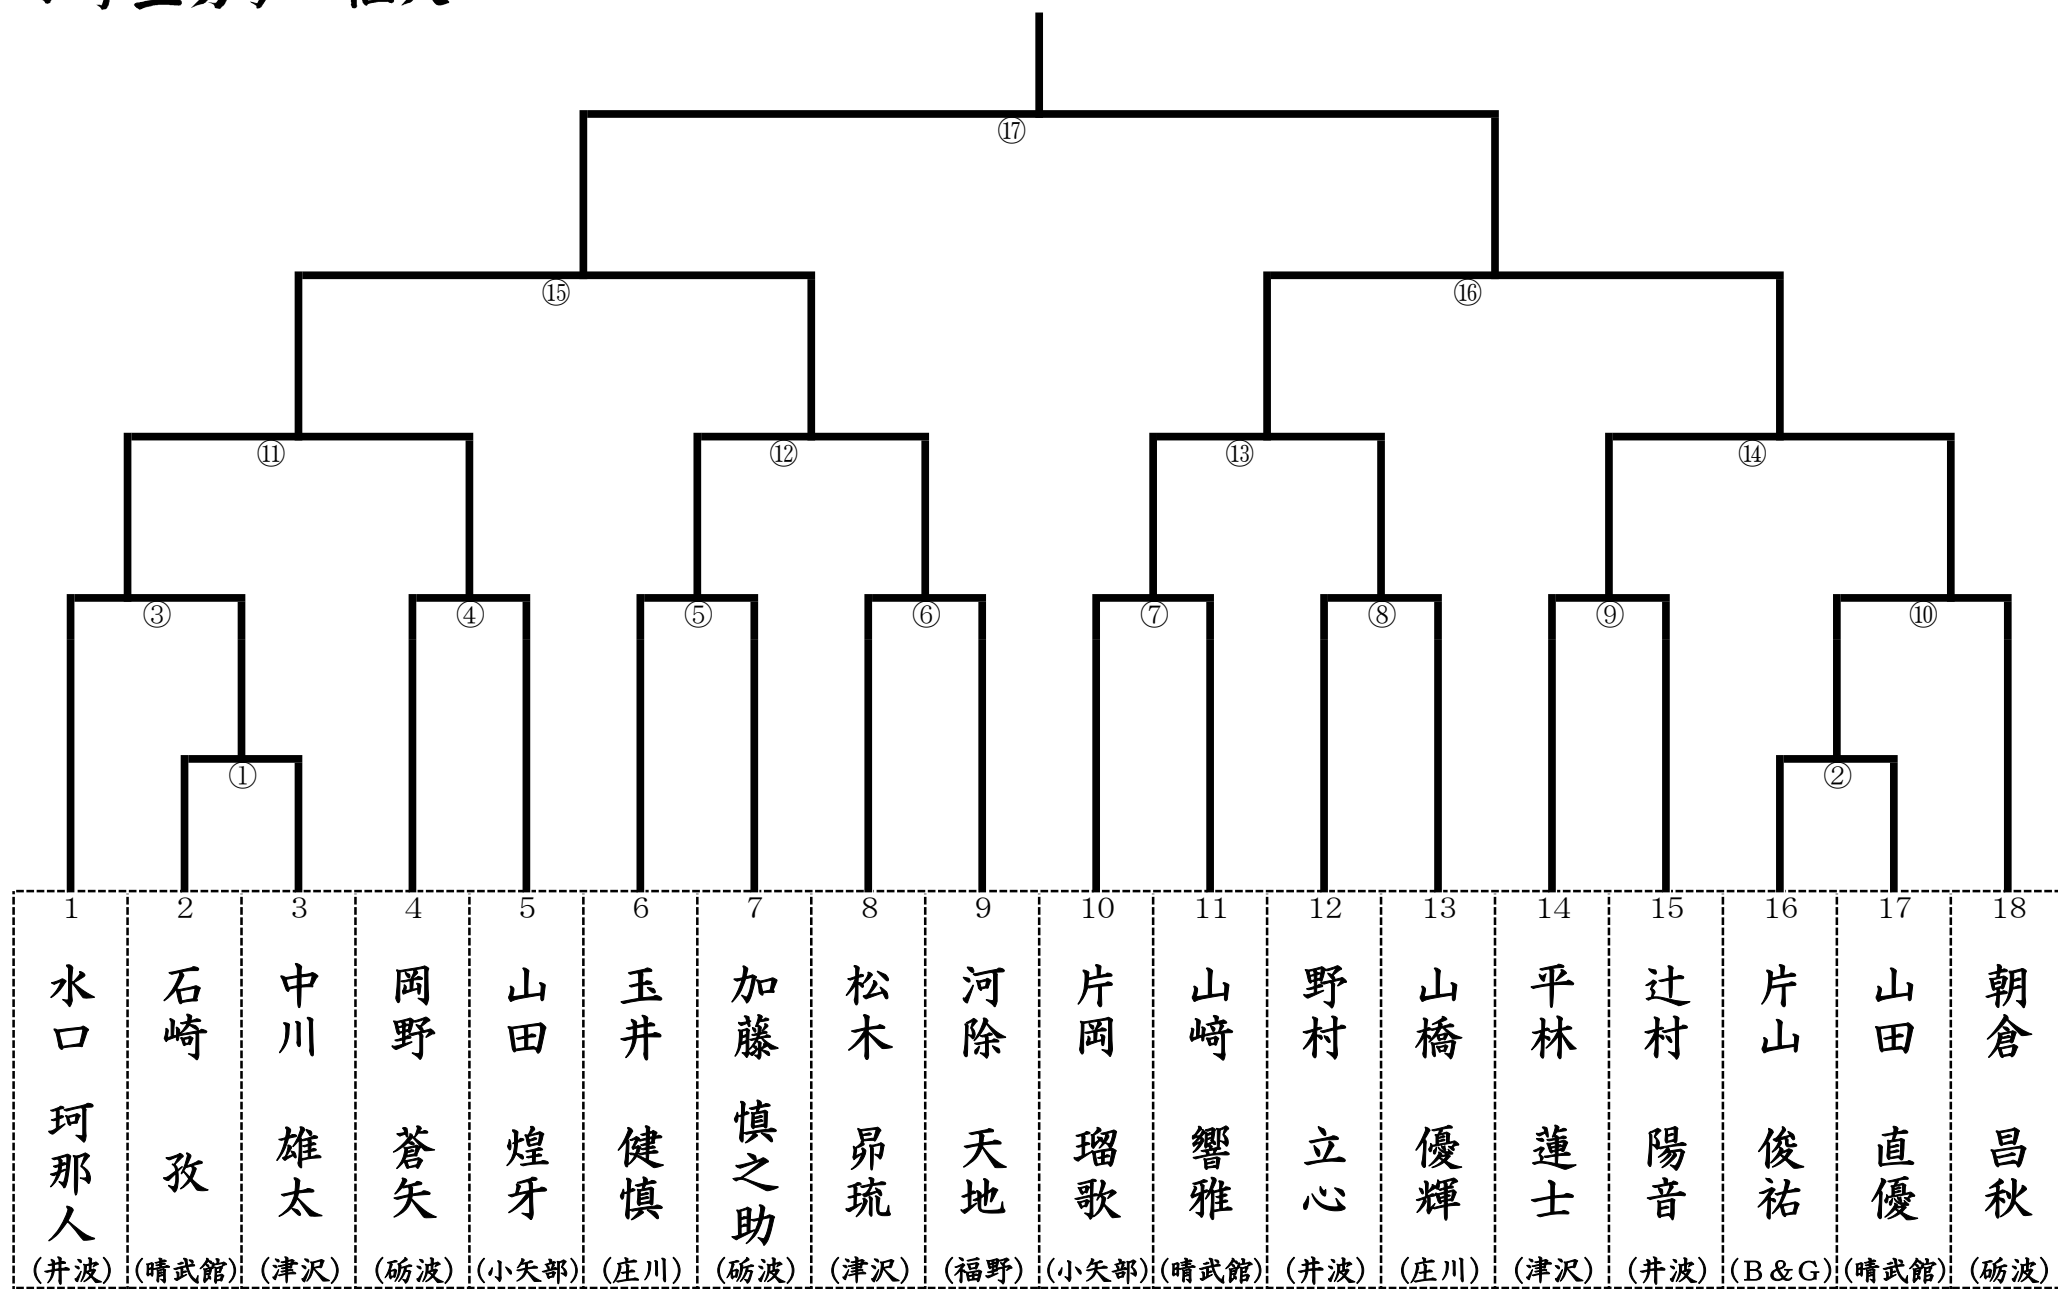 ⑰
⑮
⑯
⑪
⑫
⑬
⑭
③
④
⑤
⑥
⑦
⑧
⑨
⑩
①
②
1
水口 珂那人
(井波)
2
石崎 孜
(晴武館)
3
中川 雄太
(津沢)
4
岡野 蒼矢
(砺波)
5
山田 煌牙
(小矢部)
6
玉井 健慎
(庄川)
7
加藤 慎之助
(砺波)
8
松木 昴琉
(津沢)
9
河除 天地
(福野)
10
片岡 瑠歌
(小矢部)
11
山﨑 響雅
(晴武館)
12
野村 立心
(井波)
13
山橋 優輝
(庄川)
14
平林 蓮士
(津沢)
15
辻村 陽音
(井波)
16
片山 俊祐
(Ｂ＆Ｇ)
17
山田 直優
(晴武館)
18
朝倉 昌秋
(砺波)